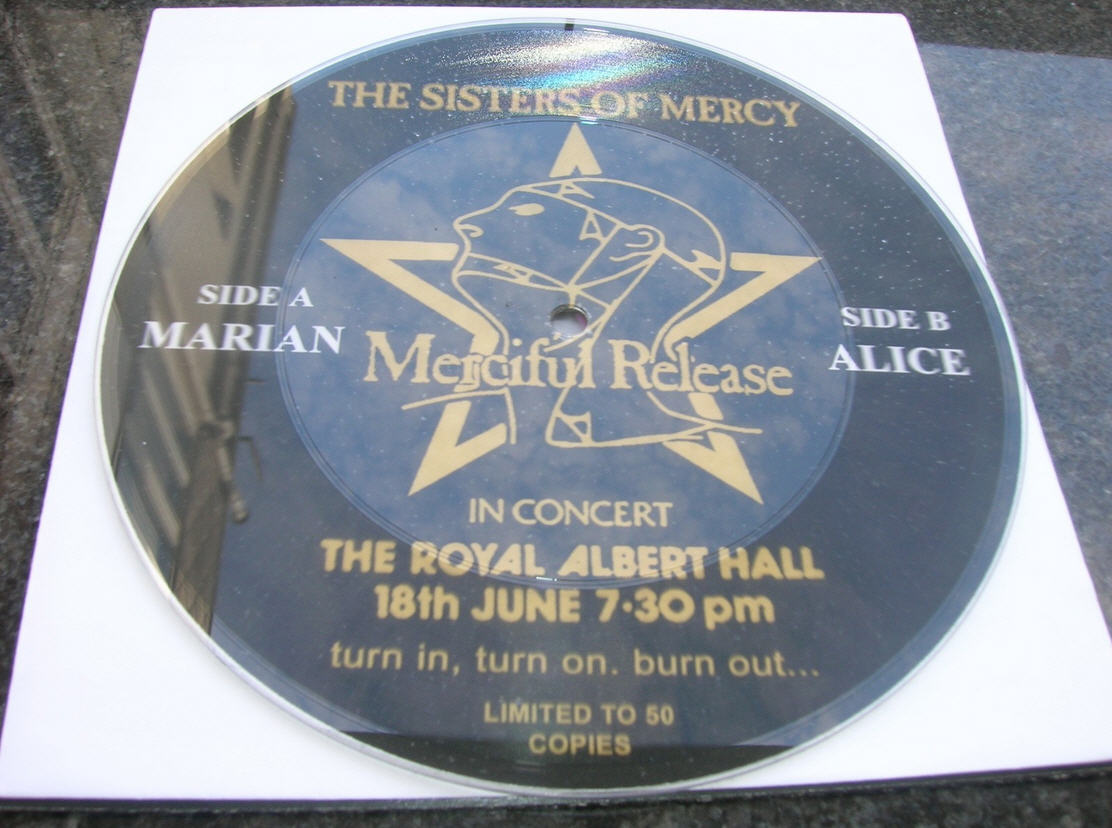 THE SISTERS OF MERCY
SIDE A
MARIAN
SIDE B
ALICE
Merciful Release
IN CONCERT
THE ROYAL ALBERT HALL
18th JUNE 7·30 pm
turn in, turn on. burn out...
LIMITED TO 50
COPIES